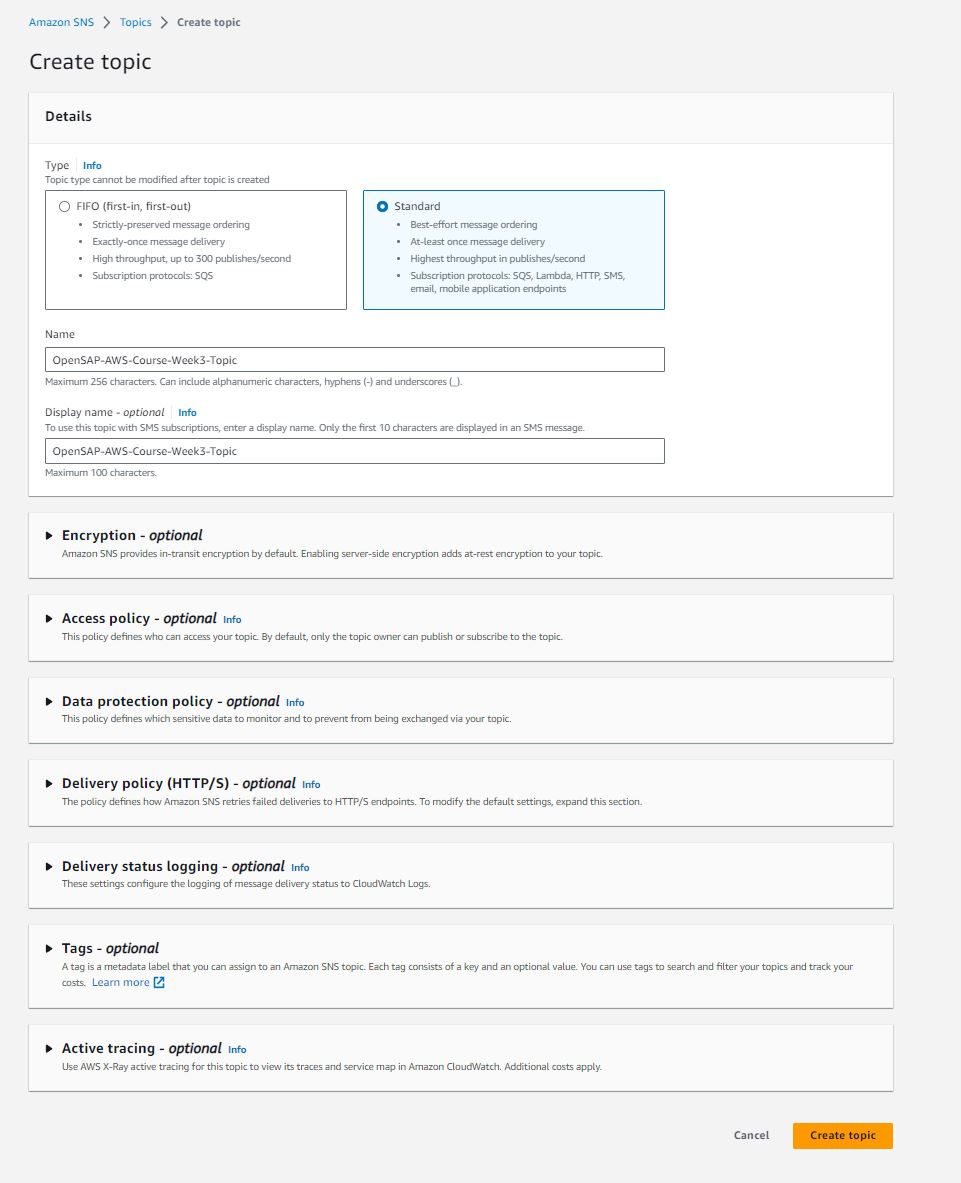 Amazon SNS > Topics > Create topic
Create topic
Details
Type Info
Topic type cannot be modified after topic is created
FIFO (first-in, first-out)
• Strictly-preserved message ordering
• Exactly-once message delivery
• High throughput, up to 300 publishes/second
• Subscription protocols: SQS
Standard
• Best-effort message ordering
• At-least once message delivery
• Highest throughput in publishes/second
• Subscription protocols: SQS, Lambda, HTTP, SMS,
email, mobile application endpoints
Name
OpenSAP-AWS-Course-Week3-Topic
Maximum 256 characters. Can include alphanumeric characters, hyphens (-) and underscores (_).
Display name - optional Info
To use this topic with SMS subscriptions, enter a display name. Only the first 10 characters are displayed in an SMS message.
OpenSAP-AWS-Course-Week3-Topic
Maximum 100 characters.
Encryption - optional
Amazon SNS provides in-transit encryption by default. Enabling server-side encryption adds at-rest encryption to your topic.
Access policy - optional Info
This policy defines who can access your topic. By default, only the topic owner can publish or subscribe to the topic.
Data protection policy - optional Info
This policy defines which sensitive data to monitor and to prevent from being exchanged via your topic.
Delivery policy (HTTP/S) - optional Info
The policy defines how Amazon SNS retries failed deliveries to HTTP/S endpoints. To modify the default settings, expand this section.
Delivery status logging - optional Info
These settings configure the logging of message delivery status to CloudWatch Logs.
Tags - optional
A tag is a metadata label that you can assign to an Amazon SNS topic. Each tag consists of a key and an optional value. You can use tags to search and filter your topics and track your
costs. Learn more
Active tracing - optional Info
Use AWS X-Ray active tracing for this topic to view its traces and service map in Amazon CloudWatch. Additional costs apply.
Cancel Create topic